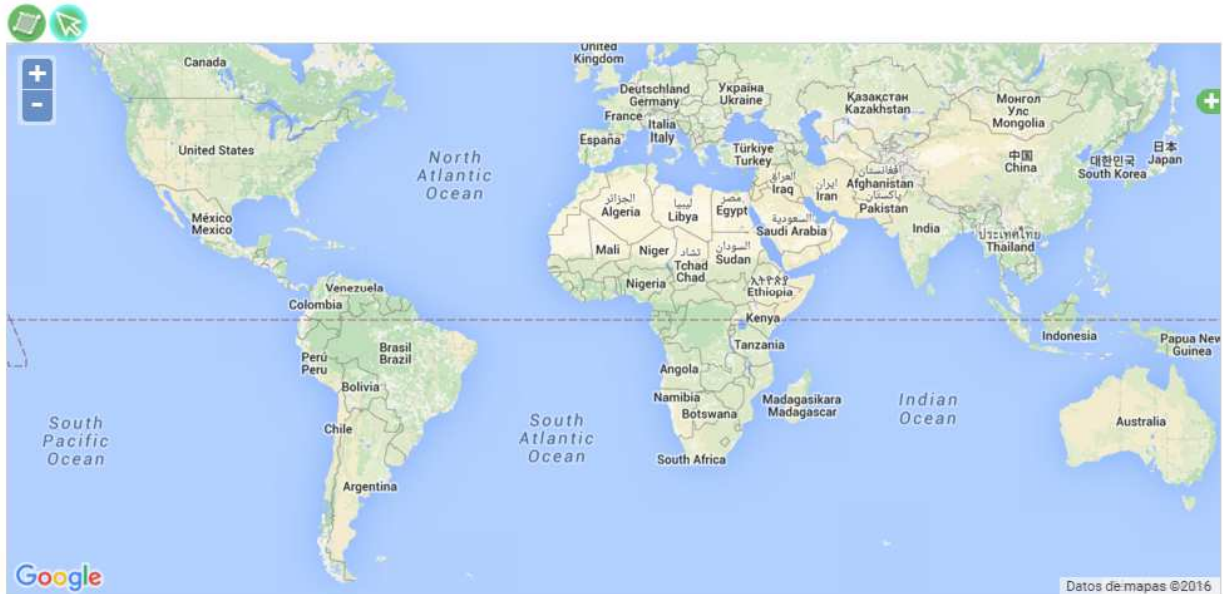 +
-
Canada
United
Kingdom
Deutschland
Germany
Україна
Ukraine
Қазақстан
Kazakhstan
Монгол
Улс
Mongolia
France
Italia
Italy
España
Türkiye
Turkey
United States
North
Atlantic
Ocean
中国
China
대한민국
South Korea
日本
Japan
العراق
Iraq
ایران
Iran
افغانستان
Afghanistan
پاکستان
Pakistan
الجزائر
Algeria
ليبيا
Libya
مصر
Egypt
السعودية
Saudi Arabia
México
Mexico
India
ประเทศไทย
Thailand
Mali
Niger
تشاد
Tchad
Chad
السودان
Sudan
Nigeria
ኢትዮጵያ
Ethiopia
Venezuela
Colombia
Kenya
Indonesia
Papua New
Guinea
Tanzania
Brasil
Brazil
Perú
Peru
Bolivia
Angola
Namibia
Botswana
Madagasikara
Madagascar
Indian
Ocean
Australia
South
Pacific
Ocean
Chile
South
Atlantic
Ocean
South Africa
Argentina
Google
Datos de mapas ©2016